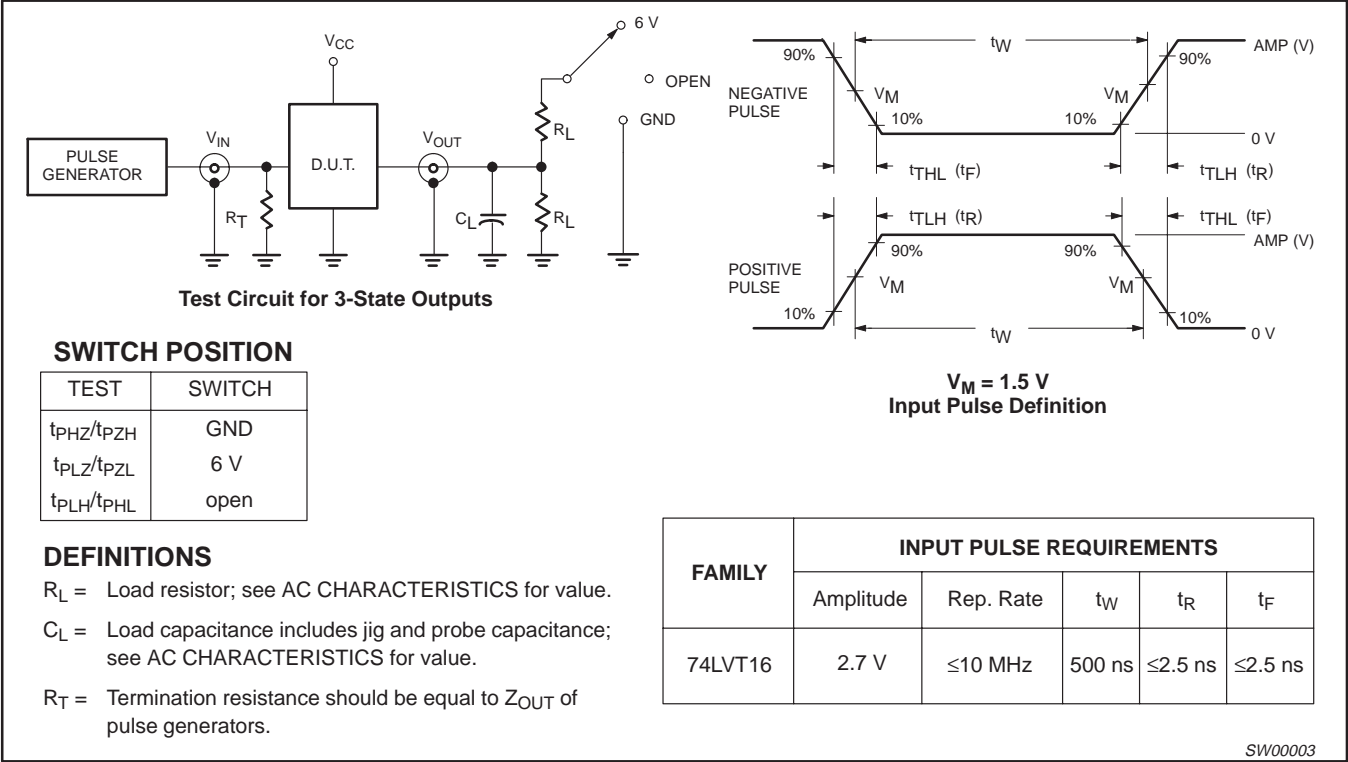 6 V
OPEN
GND
VCC
VIN
VOUT
PULSE
GENERATOR
D.U.T.
RT
CL
RL
RL
Test Circuit for 3-State Outputs
90%
tW
90%
AMP (V)
NEGATIVE
PULSE
VM
VM
10%
10%
0 V
tTHL (tF)
tTLH (tR)
tTLH (tR)
tTHL (tF)
AMP (V)
90%
90%
POSITIVE
PULSE
VM
VM
10%
10%
tW
0 V
VM = 1.5 V
Input Pulse Definition
SWITCH POSITION
TEST SWITCH
tPHZ/tPZH GND
tPLZ/tPZL 6 V
tPLH/tPHL open
DEFINITIONS
RL = Load resistor; see AC CHARACTERISTICS for value.
CL = Load capacitance includes jig and probe capacitance;
see AC CHARACTERISTICS for value.
RT = Termination resistance should be equal to ZOUT of
pulse generators.
FAMILY
INPUT PULSE REQUIREMENTS
Amplitude Rep. Rate tW tR tF
74LVT16 2.7 V ≤10 MHz 500 ns ≤2.5 ns ≤2.5 ns
SW00003